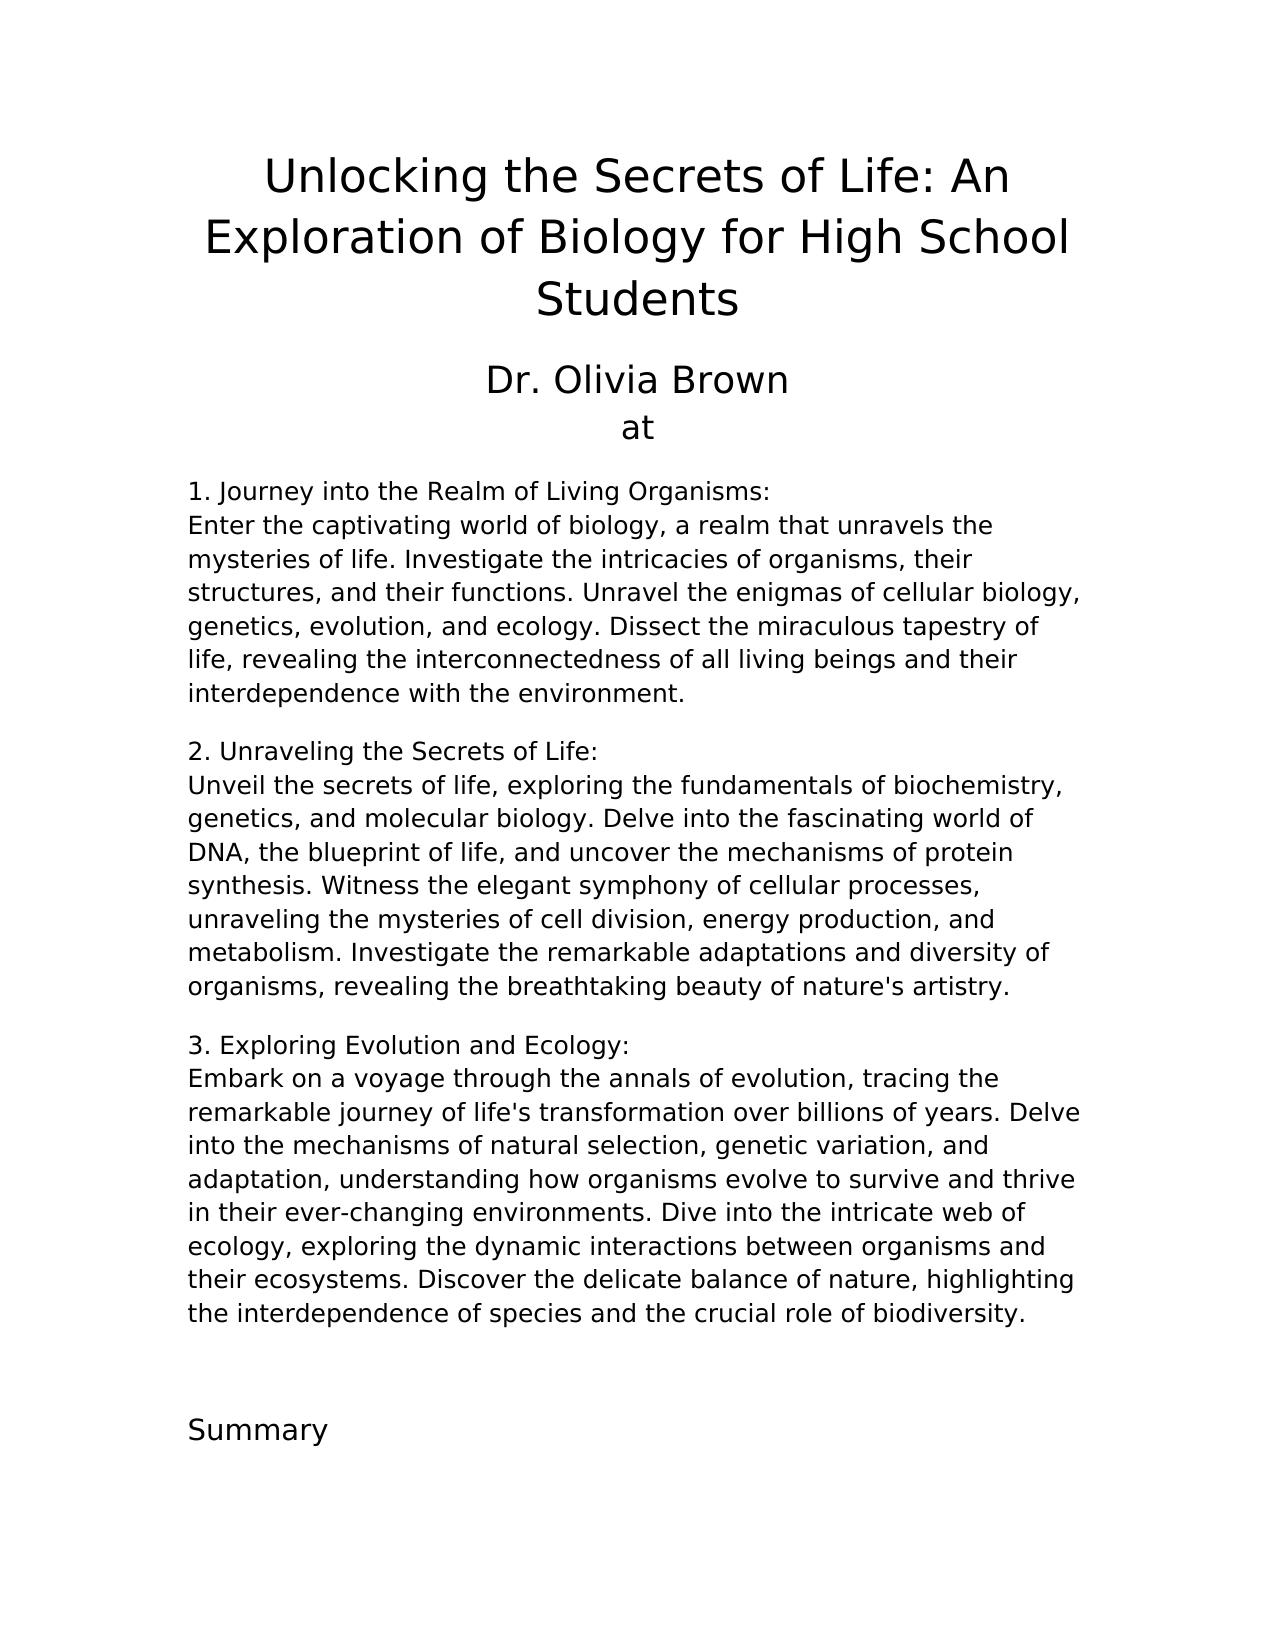 Unlocking the Secrets of Life: An
Exploration of Biology for High School
Students
Dr. Olivia Brown
at
1. Journey into the Realm of Living Organisms:
Enter the captivating world of biology, a realm that unravels the
mysteries of life. Investigate the intricacies of organisms, their
structures, and their functions. Unravel the enigmas of cellular biology,
genetics, evolution, and ecology. Dissect the miraculous tapestry of
life, revealing the interconnectedness of all living beings and their
interdependence with the environment.
2. Unraveling the Secrets of Life:
Unveil the secrets of life, exploring the fundamentals of biochemistry,
genetics, and molecular biology. Delve into the fascinating world of
DNA, the blueprint of life, and uncover the mechanisms of protein
synthesis. Witness the elegant symphony of cellular processes,
unraveling the mysteries of cell division, energy production, and
metabolism. Investigate the remarkable adaptations and diversity of
organisms, revealing the breathtaking beauty of nature's artistry.
3. Exploring Evolution and Ecology:
Embark on a voyage through the annals of evolution, tracing the
remarkable journey of life's transformation over billions of years. Delve
into the mechanisms of natural selection, genetic variation, and
adaptation, understanding how organisms evolve to survive and thrive
in their ever-changing environments. Dive into the intricate web of
ecology, exploring the dynamic interactions between organisms and
their ecosystems. Discover the delicate balance of nature, highlighting
the interdependence of species and the crucial role of biodiversity.
Summary